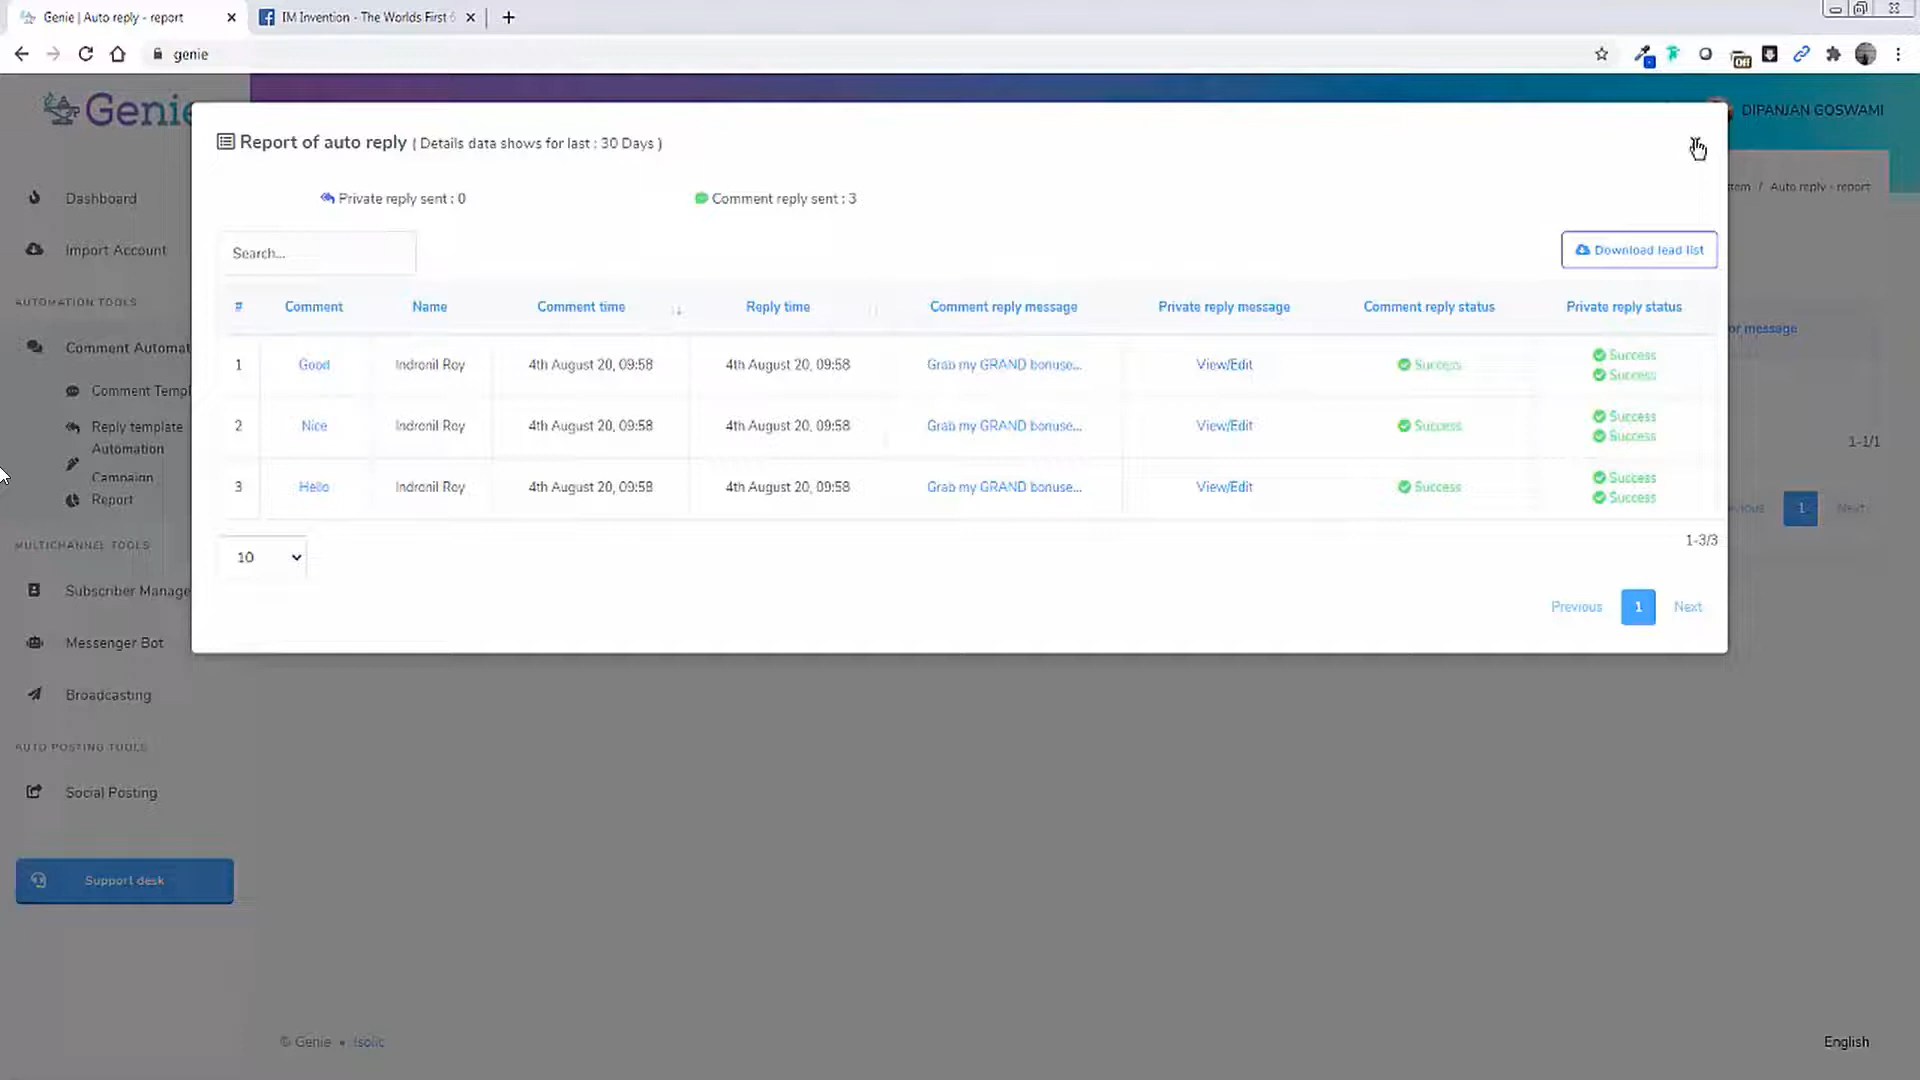 Genie | Auto reply - report
IM Invention - The Worlds First
genie
Off
Genie
DIPANJAN GOSWAMI
Report of auto reply ( Details data shows for last : 30 Days )
/ Auto reply - report
Private reply sent : 0
Comment reply sent : 3
Dashboard
Search...
Download lead list
Import Account
AUTOMATION TOOLS
# Comment Name Comment time Reply time Comment reply message Private reply message Comment reply status Private reply status
message
Comment Automat
1 Good Indronil Roy 4th August 20, 09:58 4th August 20, 09:58 Grab my GRAND bonuse... View/Edit Success Success
Success
Comment Templ
2 Nice Indronil Roy 4th August 20, 09:58 4th August 20, 09:58 Grab my GRAND bonuse... View/Edit Success Success
Success
Reply template
Automation
1-1/1
Campaign
3 Hello Indronil Roy 4th August 20, 09:58 4th August 20, 09:58 Grab my GRAND bonuse... View/Edit Success Success
Success
Report
1 Next
MULTICHANNEL TOOLS
1-3/3
10
Subscriber Manage
Previous 1 Next
Messenger Bot
Broadcasting
AUTO POSTING TOOLS
Social Posting
Support desk
© Genie • Isolic
English